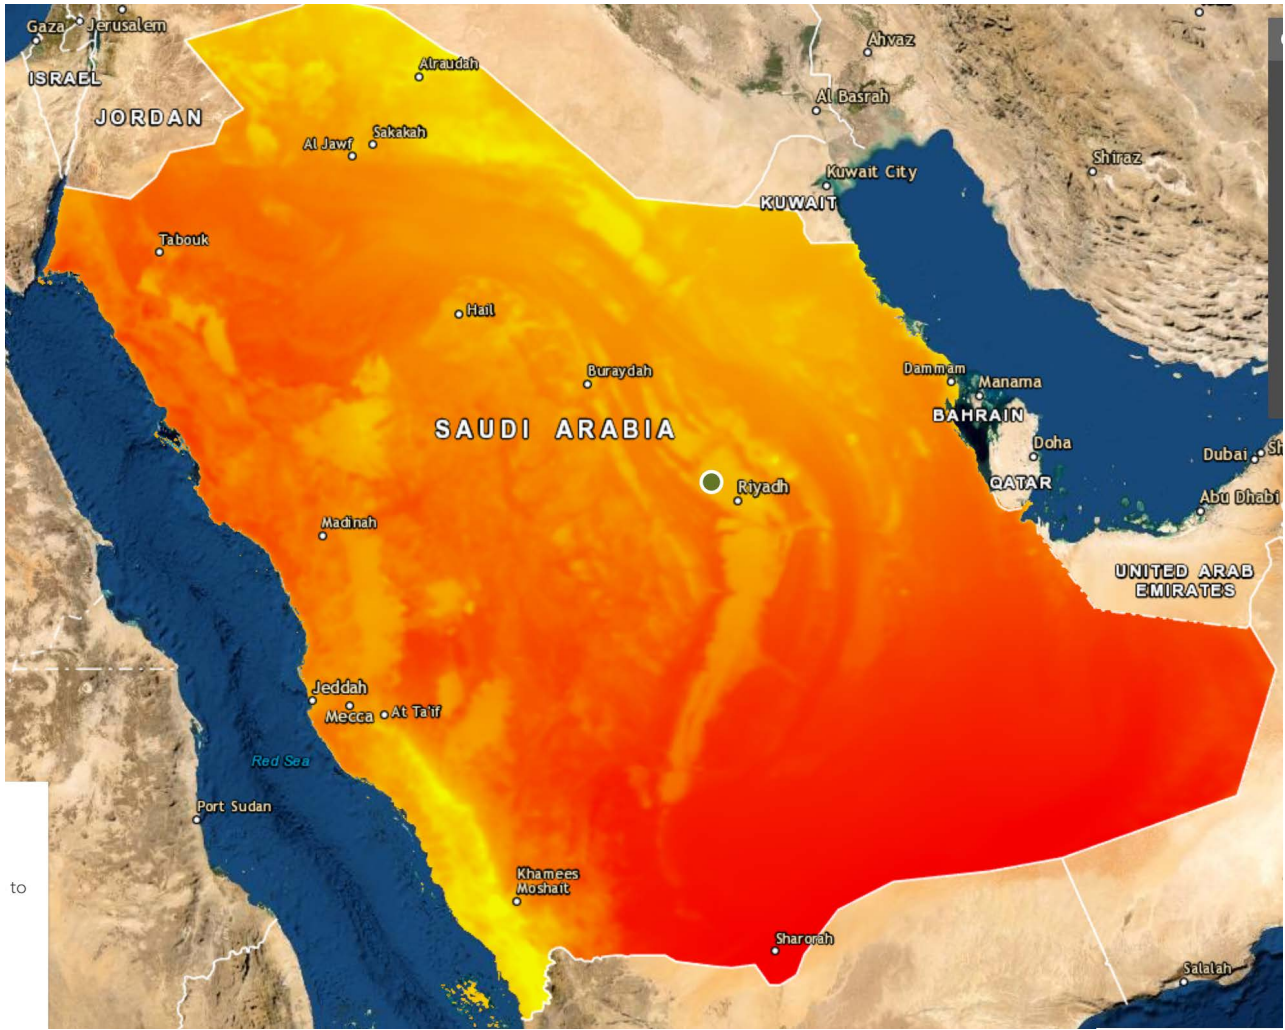 Gaza
Jerusalem
Ahvaz
ISRAEL
Alraudah
Al Basrah
JORDAN
Sakakah
Al Jawf
Shiraz
Kuwait City
KUWAIT
Tabouk
Hail
Dammam
Buraydah
Manama
BAHRAIN
SAUDI ARABIA
Doha
Dubai
Sh
QATAR
Riyadh
Abu Dhabi
Madinah
UNITED ARAB
EMIRATES
Jeddah
Mecca
At Ta'if
Red Sea
Port Sudan
Khamees
Moshait
to
Sharorah
Salalah